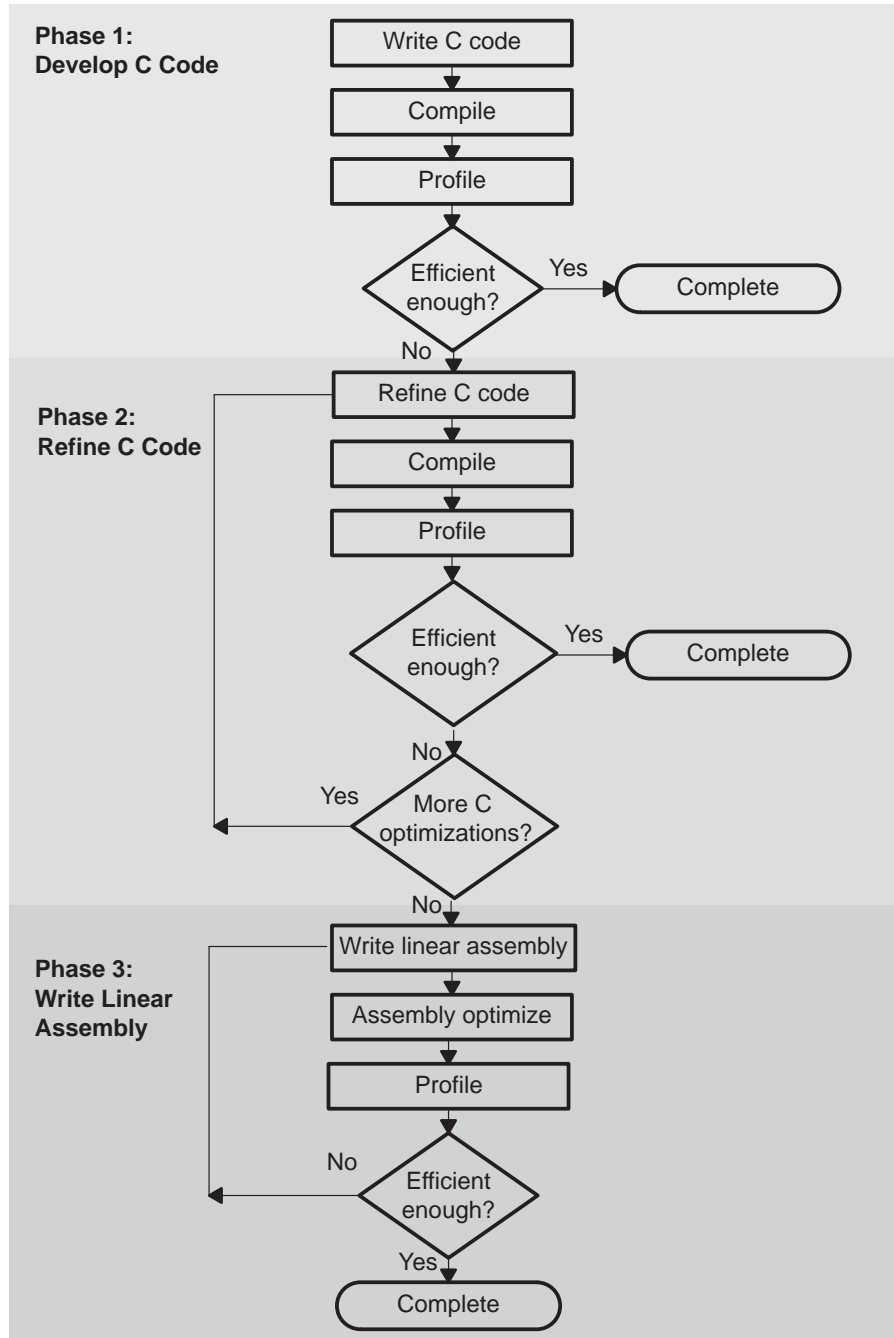 Phase 1:
Develop C Code
Write C code
Compile
Profile
Efficient
enough?
Yes
Complete
No
Phase 2:
Refine C Code
Refine C code
Compile
Profile
Efficient
enough?
Yes
Complete
No
Yes
More C
optimizations?
No
Phase 3:
Write Linear
Assembly
Write linear assembly
Assembly optimize
Profile
No
Efficient
enough?
Yes
Complete